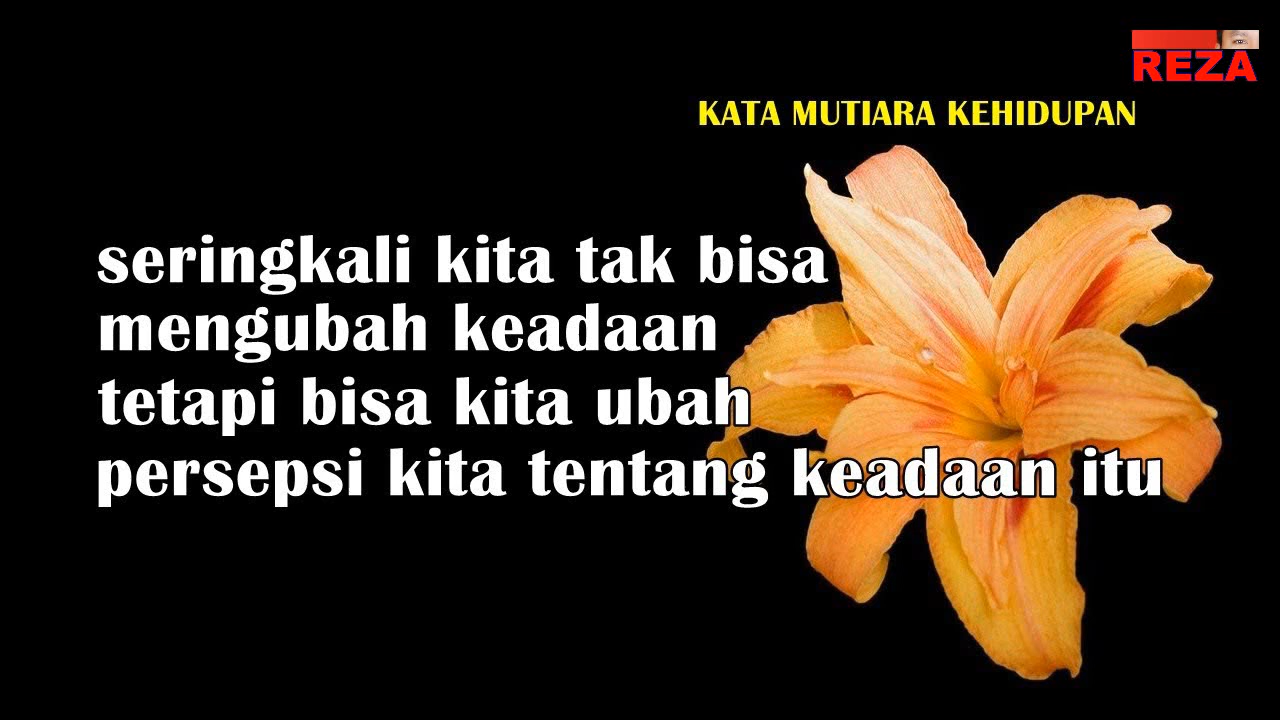 REZA
KATA MUTIARA KEHIDUPAN
seringkali kita tak bisa
mengubah keadaan
tetapi bisa kita ubah
persepsi kita tentang keadaan itu